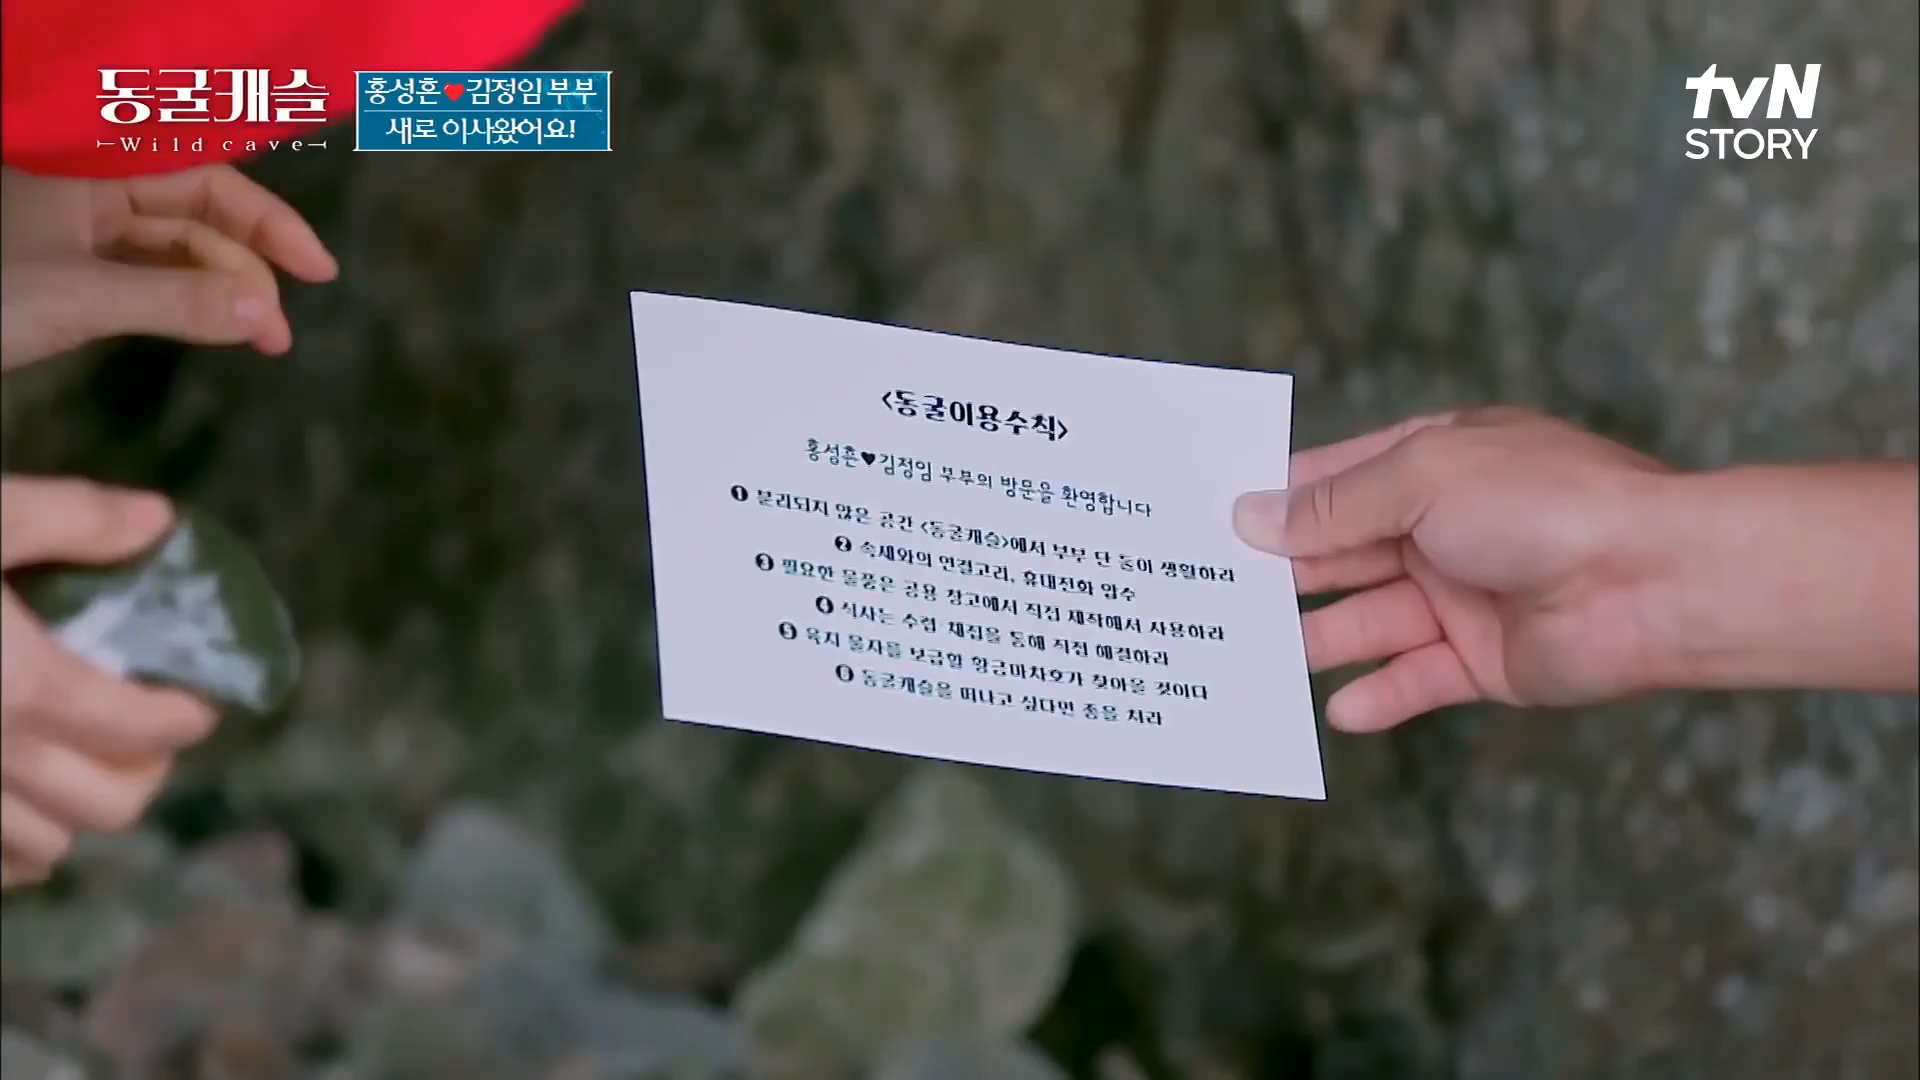 동굴캐슬
Wild cave
홍성흔♥김정임 부부
새로 이사왔어요!
tvN
STORY
<동굴이용수칙>
홍성흔♥김정임 부부의 방문을 환영합니다
❶ 분리되지 않은 공간 <동굴캐슬>에서 부부 단 둘이 생활하라
❷ 속세와의 연결고리, 휴대전화 압수
❸ 필요한 물품은 공용 창고에서 직접 제작해서 사용하라
❹ 식사는 수렵·채집을 통해 직접 해결하라
❺ 육지 물자를 보급할 황금마차호가 찾아올 것이다
❻ 동굴캐슬을 떠나고 싶다면 종을 치라